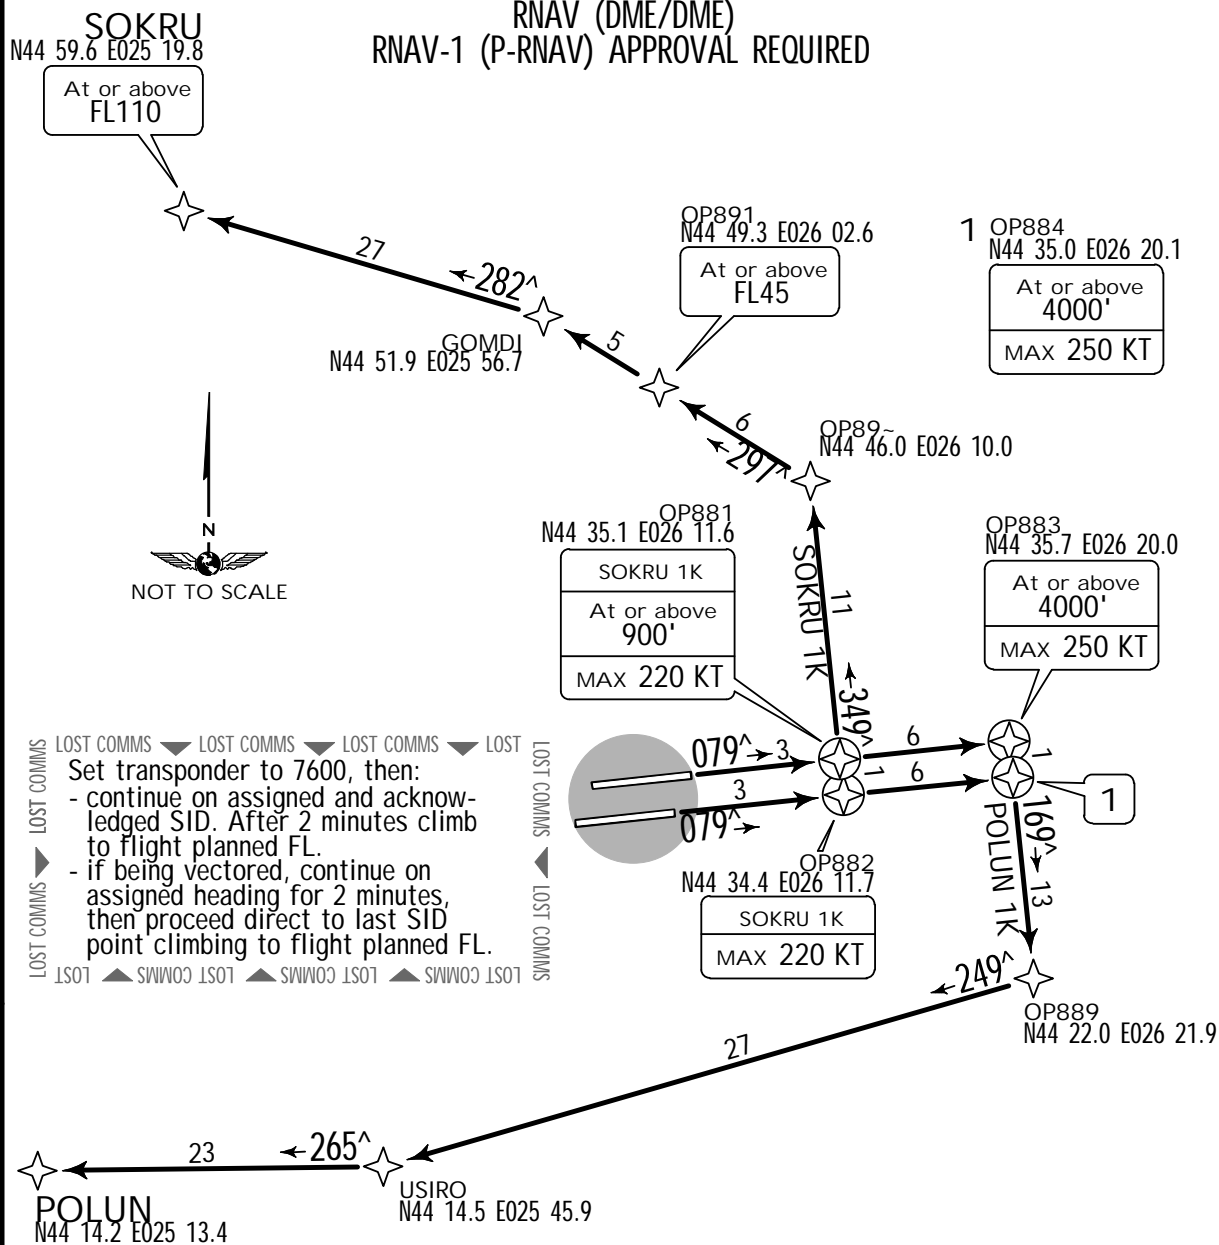 RNAV (DME/DME)
RNAV-1 (P-RNAV) APPROVAL REQUIRED
SOKRU
N44 59.6 E025 19.8
At or above
FL110
27
←282^
GOMDI
N44 51.9 E025 56.7
5
OP891
N44 49.3 E026 02.6
At or above
FL45
1 OP884
N44 35.0 E026 20.1
At or above
4000'
MAX 250 KT
6
←297^
OP89~
N44 46.0 E026 10.0
N
NOT TO SCALE
OP881
N44 35.1 E026 11.6
SOKRU 1K
At or above
900'
MAX 220 KT
11
SOKRU 1K
←349^
OP883
N44 35.7 E026 20.0
At or above
4000'
MAX 250 KT
079^→
3
6
1
1
3
6
079^→
1
OP882
N44 34.4 E026 11.7
SOKRU 1K
MAX 220 KT
169^→
13
POLUN 1K
LOST COMMS LOST COMMS LOST COMMS LOST
LOST COMMS LOST COMMS
LOST COMMS LOST COMMS
Set transponder to 7600, then:
- continue on assigned and acknow-
ledged SID. After 2 minutes climb
to flight planned FL.
- if being vectored, continue on
assigned heading for 2 minutes,
then proceed direct to last SID
point climbing to flight planned FL.
LOST COMMS LOST COMMS LOST COMMS LOST
←249^
OP889
N44 22.0 E026 21.9
27
←265^
23
USIRO
N44 14.5 E025 45.9
POLUN
N44 14.2 E025 13.4